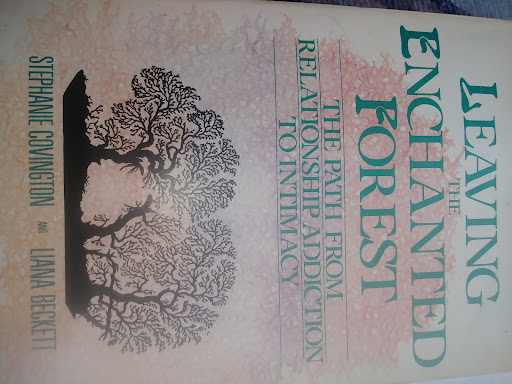 LEAVING
THE
ENCHANTED
FOREST
THE PATH FROM
RELATIONSHIP ADDICTION
TO INTIMACY
STEPHANIE COVINGTON AND LIANA BECKETT